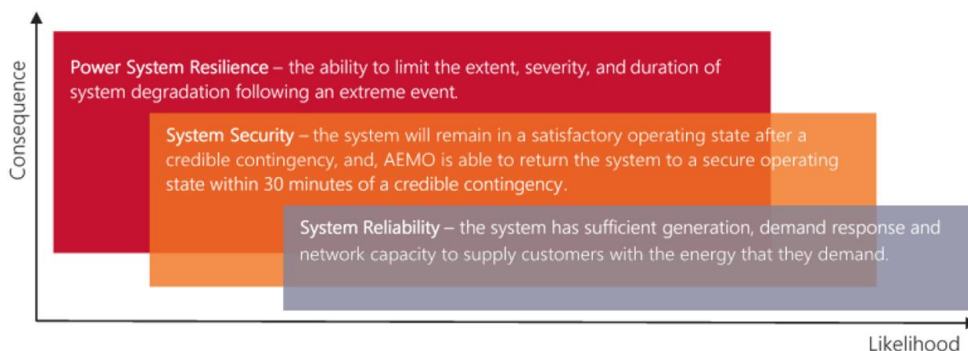 Consequence
Power System Resilience – the ability to limit the extent, severity, and duration of
system degradation following an extreme event.
System Security – the system will remain in a satisfactory operating state after a
credible contingency, and, AEMO is able to return the system to a secure operating
state within 30 minutes of a credible contingency.
System Reliability – the system has sufficient generation, demand response and
network capacity to supply customers with the energy that they demand.
Likelihood